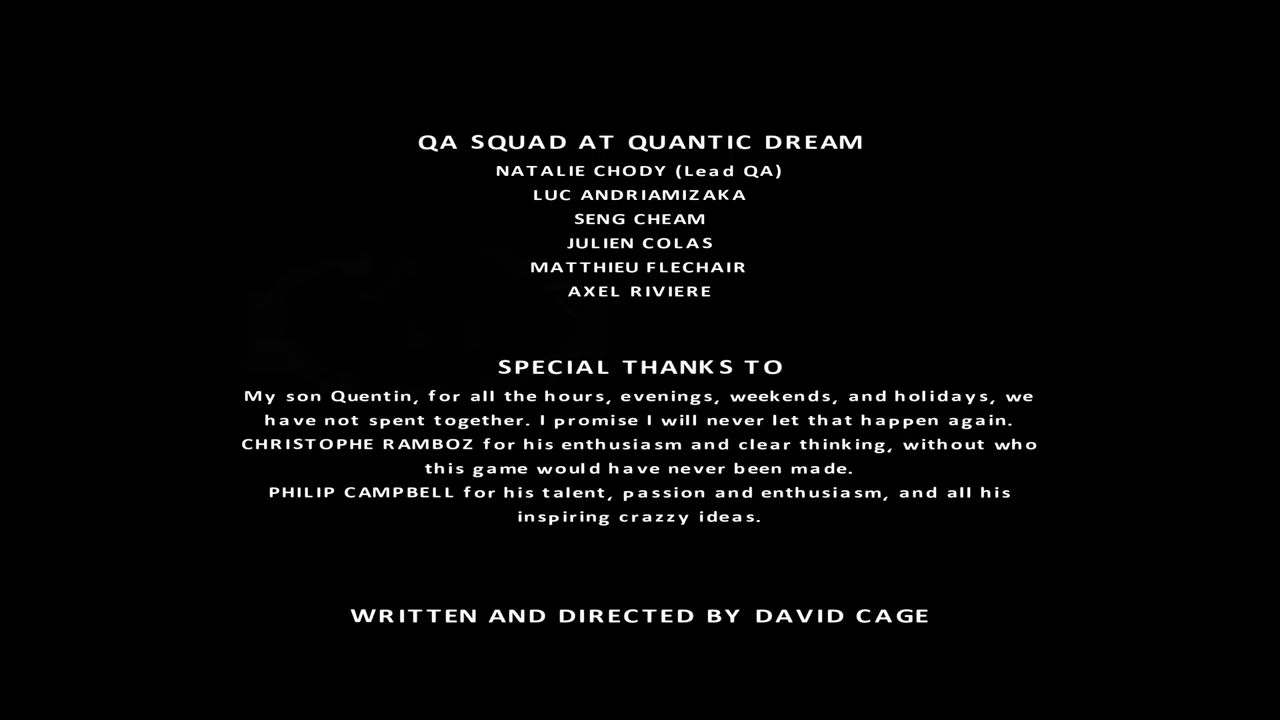 QA SQUAD AT QUANTIC DREAM
NATALIE CHODY (Lead QA)
LUC ANDRIAMIZAKA
SENG CHEAM
JULIEN COLAS
MATTHIEU FLECHAIR
AXEL RIVIERE
SPECIAL THANKS TO
My son Quentin, for all the hours, evenings, weekends, and holidays, we
have not spent together. I promise I will never let that happen again.
CHRISTOPHE RAMBOZ for his enthusiasm and clear thinking, without who
this game would have never been made.
PHILIP CAMPBELL for his talent, passion and enthusiasm, and all his
inspiring crazzy ideas.
WRITTEN AND DIRECTED BY DAVID CAGE